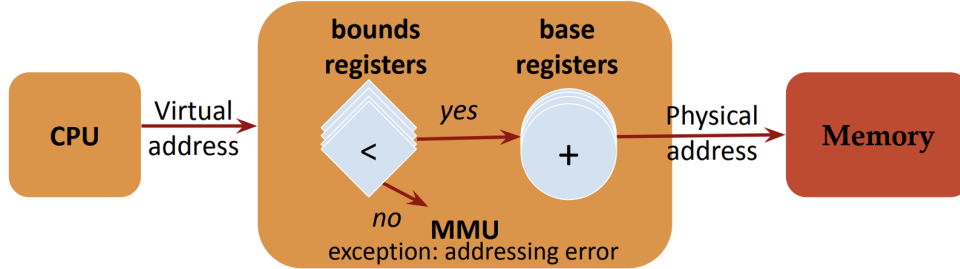 bounds
registers
base
registers
CPU
Virtual
address
<
yes
+
Physical
address
Memory
no
MMU
exception: addressing error